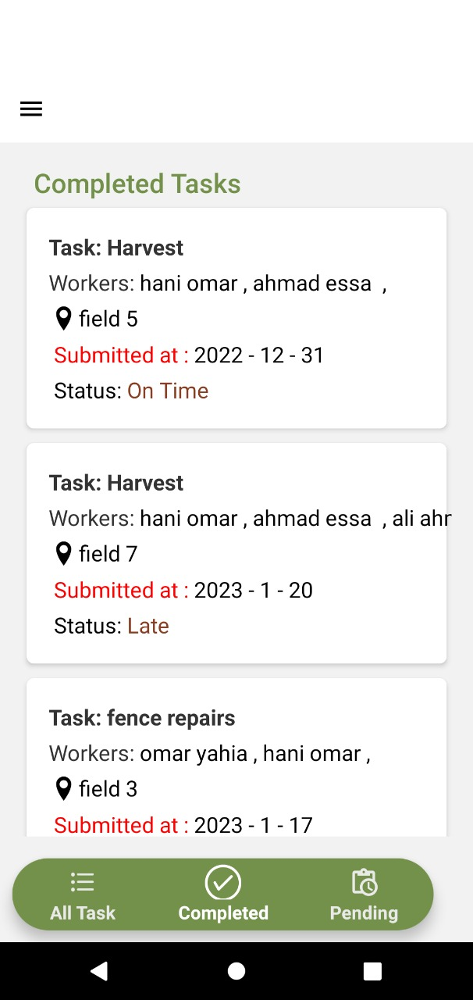 Completed Tasks
Task: Harvest
Workers: hani omar , ahmad essa  ,
field 5
Submitted at : 2022 - 12 - 31
Status: On Time
Task: Harvest
Workers: hani omar , ahmad essa  , ali
field 7
Submitted at : 2023 - 1 - 20
Status: Late
Task: fence repairs
Workers: omar yahia , hani omar ,
field 3
Submitted at : 2023 - 1 - 17
All Task
Completed
Pending